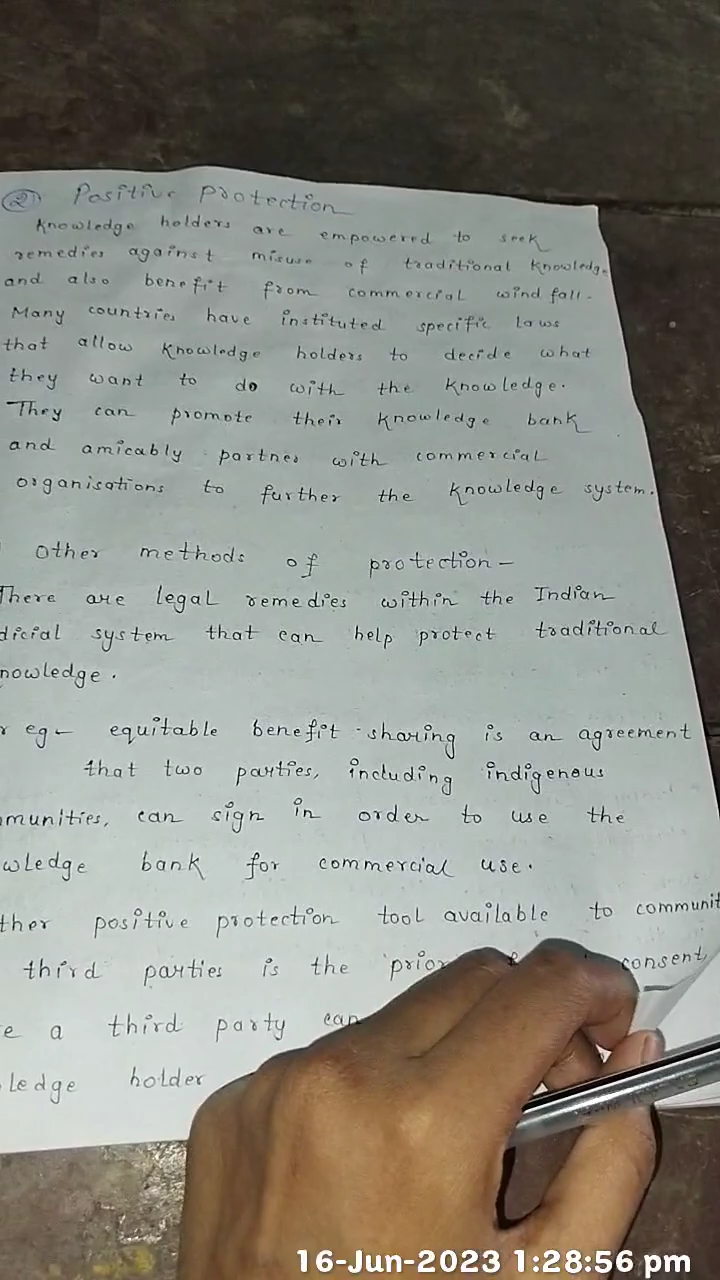 ② Positive Protection
Knowledge holders are empowered to seek
remedies against misuse of traditional knowledge
and also benefit from commercial wind fall.
Many countries have instituted specific laws
that allow knowledge holders to decide what
they want to do with the knowledge.
They can promote their knowledge bank
and amicably partner with commercial
organisations to further the knowledge system.
Other methods of protection -
There are legal remedies within the Indian
dicial system that can help protect traditional
nowledge.
r eg - equitable benefit sharing is an agreement
that two parties, including indigenous
munities, can sign in order to use the
wledge bank for commercial use.
ther positive protection tool available to communit
third parties is the prior consent,
e a third party can
ledge holder
16-Jun-2023 1:28:56 pm